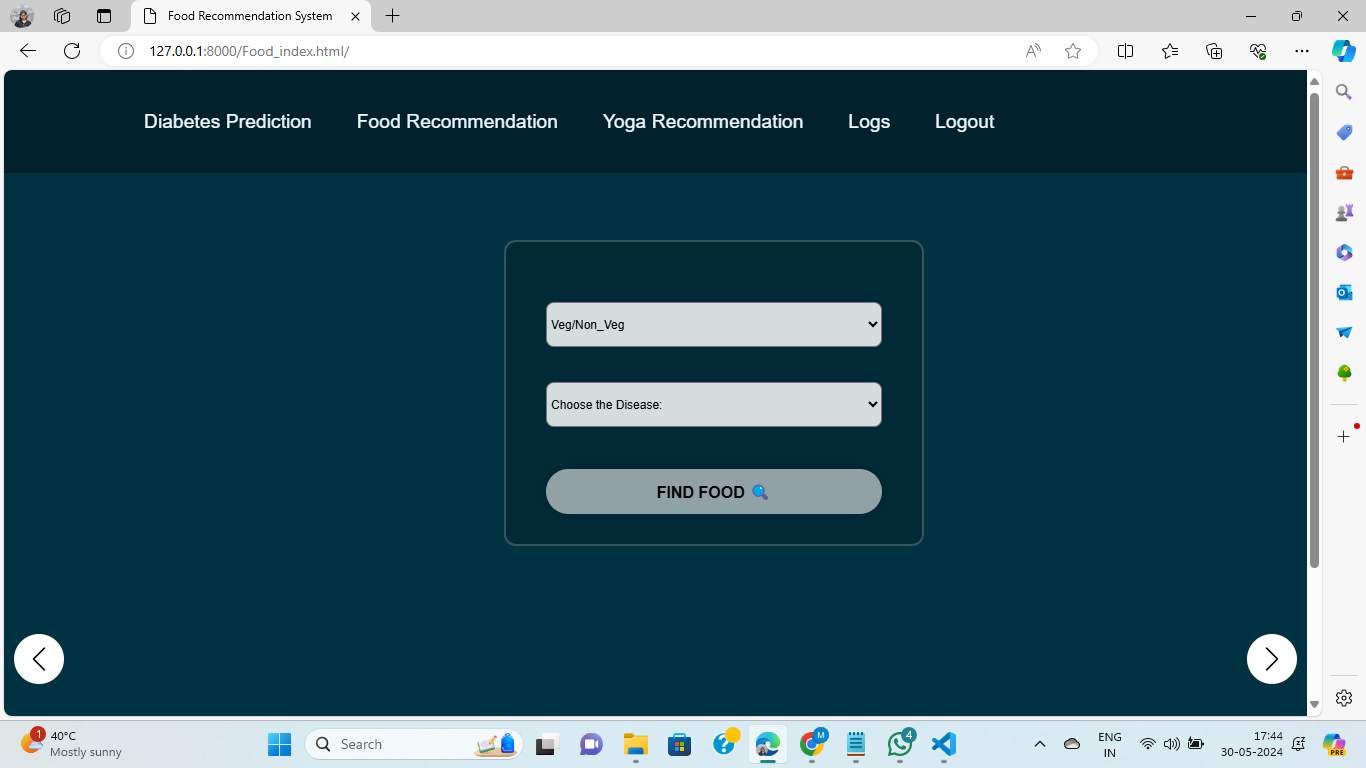 Food Recommendation System
127.0.0.1:8000/Food_index.html/
Diabetes Prediction Food Recommendation Yoga Recommendation Logs Logout
Veg/Non_Veg
Choose the Disease:
FIND FOOD
1
40°C
Mostly sunny
Search
M
4
ENG
IN
17:44
30-05-2024
PRE